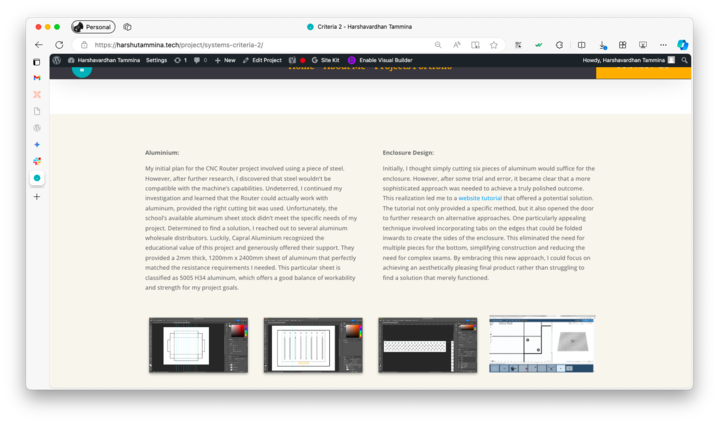 Personal
Criteria 2 - Harshavardhan Tammina
https://harshutammina.tech/project/systems-criteria-2/
Harshavardhan Tammina Settings 1 0 New Edit Project Site Kit Enable Visual Builder Howdy, Harshavardhan Tammina
Home About Me Projects Portfolio
Aluminium:
My initial plan for the CNC Router project involved using a piece of steel.
However, after further research, I discovered that steel wouldn't be
compatible with the machine's capabilities. Undeterred, I continued my
investigation and learned that the Router could actually work with
aluminum, provided the right cutting bit was used. Unfortunately, the
school's available aluminum sheet stock didn't meet the specific needs of my
project. Determined to find a solution, I reached out to several aluminum
wholesale distributors. Luckily, Capral Aluminium recognized the
educational value of this project and generously offered their support. They
provided a 2mm thick, 1200mm x 2400mm sheet of aluminum that perfectly
matched the resistance requirements I needed. This particular sheet is
classified as 5005 H34 aluminum, which offers a good balance of workability
and strength for my project goals.
Enclosure Design:
Initially, I thought simply cutting six pieces of aluminum would suffice for the
enclosure. However, after some trial and error, it became clear that a more
sophisticated approach was needed to achieve a truly polished outcome.
This realization led me to a website tutorial that offered a potential solution.
The tutorial not only provided a specific method, but it also opened the door
to further research on alternative approaches. One particularly appealing
technique involved incorporating tabs on the edges that could be folded
inwards to create the sides of the enclosure. This eliminated the need for
multiple pieces for the bottom, simplifying construction and reducing the
need for complex seams. By embracing this new approach, I could focus on
achieving an aesthetically pleasing final product rather than struggling to
find a solution that merely functioned.